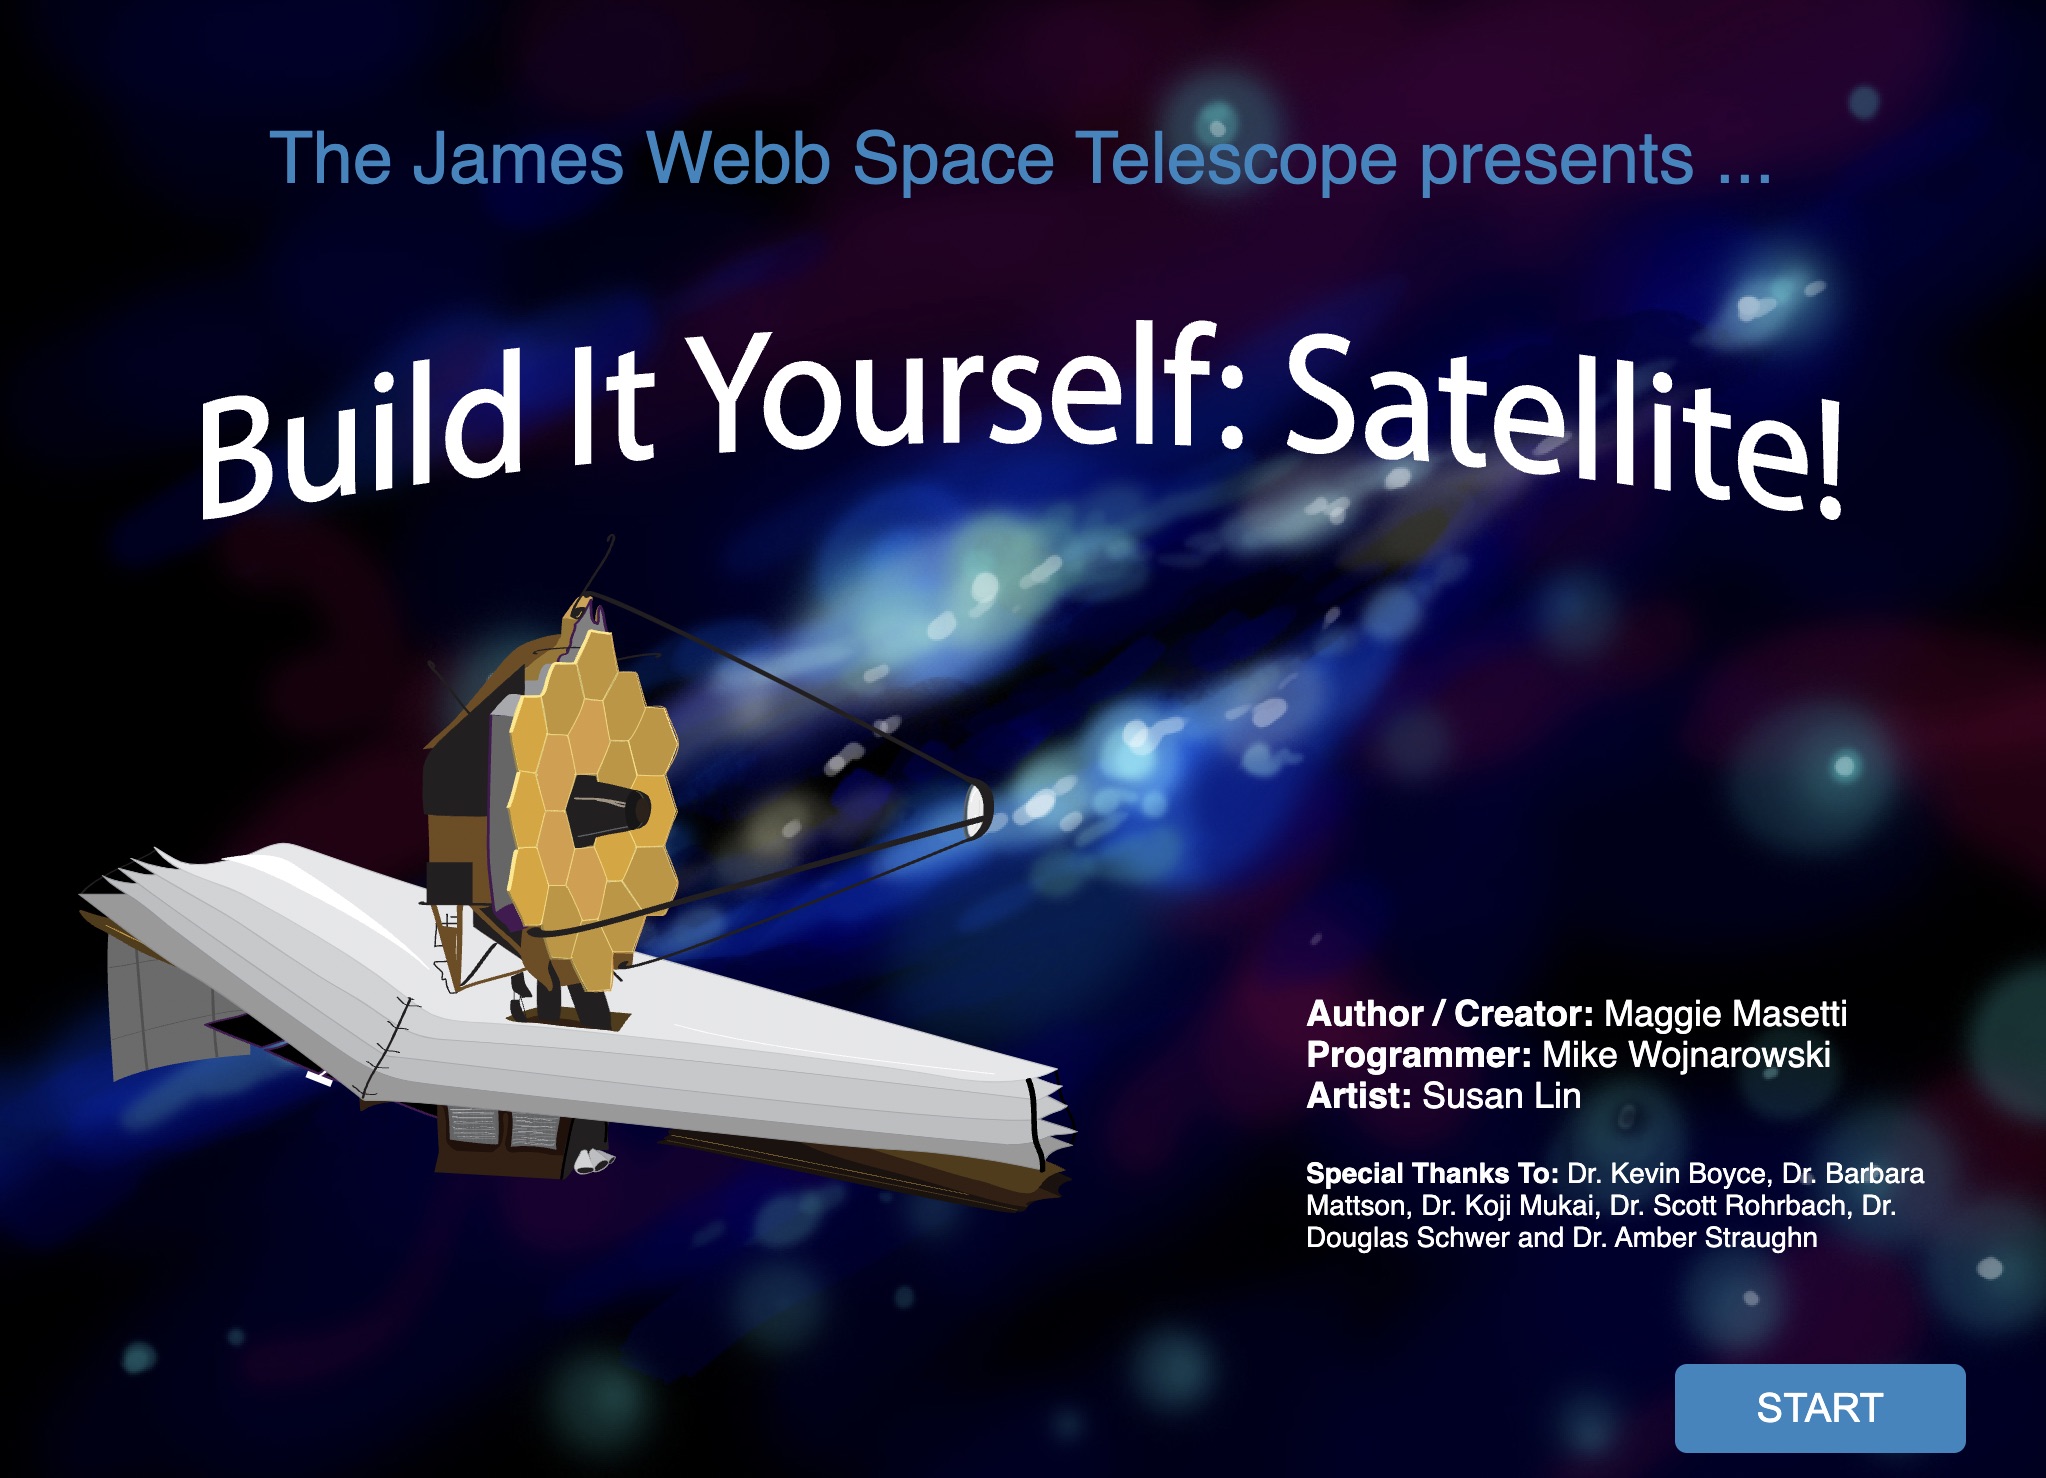 The James Webb Space Telescope presents ...
Build It Yourself: Satellite!
Author / Creator: Maggie Masetti
Programmer: Mike Wojnarowski
Artist: Susan Lin
Special Thanks To: Dr. Kevin Boyce, Dr. Barbara
Mattson, Dr. Koji Mukai, Dr. Scott Rohrbach, Dr.
Douglas Schwer and Dr. Amber Straughn
START